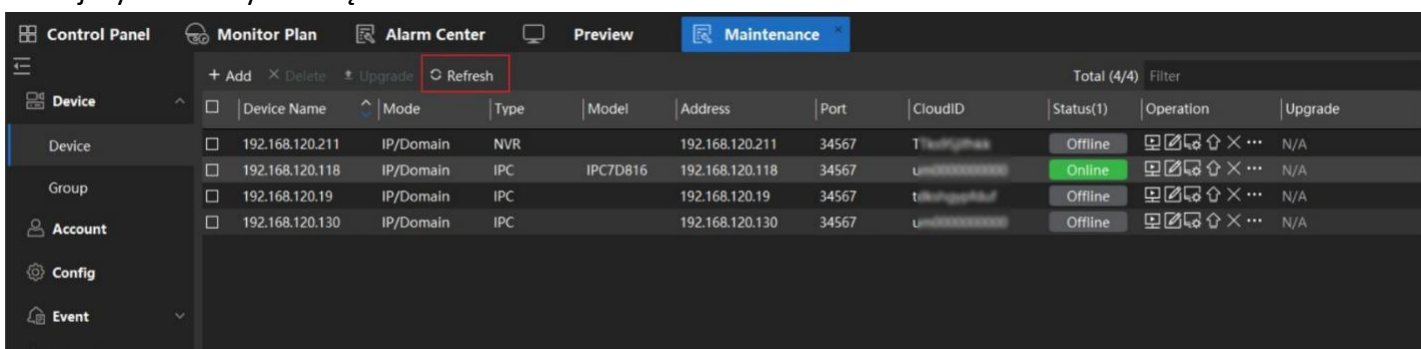 Control Panel Monitor Plan Alarm Center Preview Maintenance
+ Add × Delete Upgrade Refresh Total (4/4) Filter
Device Device Name Mode Type Model Address Port CloudID Status(1) Operation Upgrade
Device 192.168.120.211 IP/Domain NVR 192.168.120.211 34567 Offline N/A
192.168.120.118 IP/Domain IPC IPC7D816 192.168.120.118 34567 Online N/A
Group 192.168.120.19 IP/Domain IPC 192.168.120.19 34567 Offline N/A
Account 192.168.120.130 IP/Domain IPC 192.168.120.130 34567 Offline N/A
Config
Event